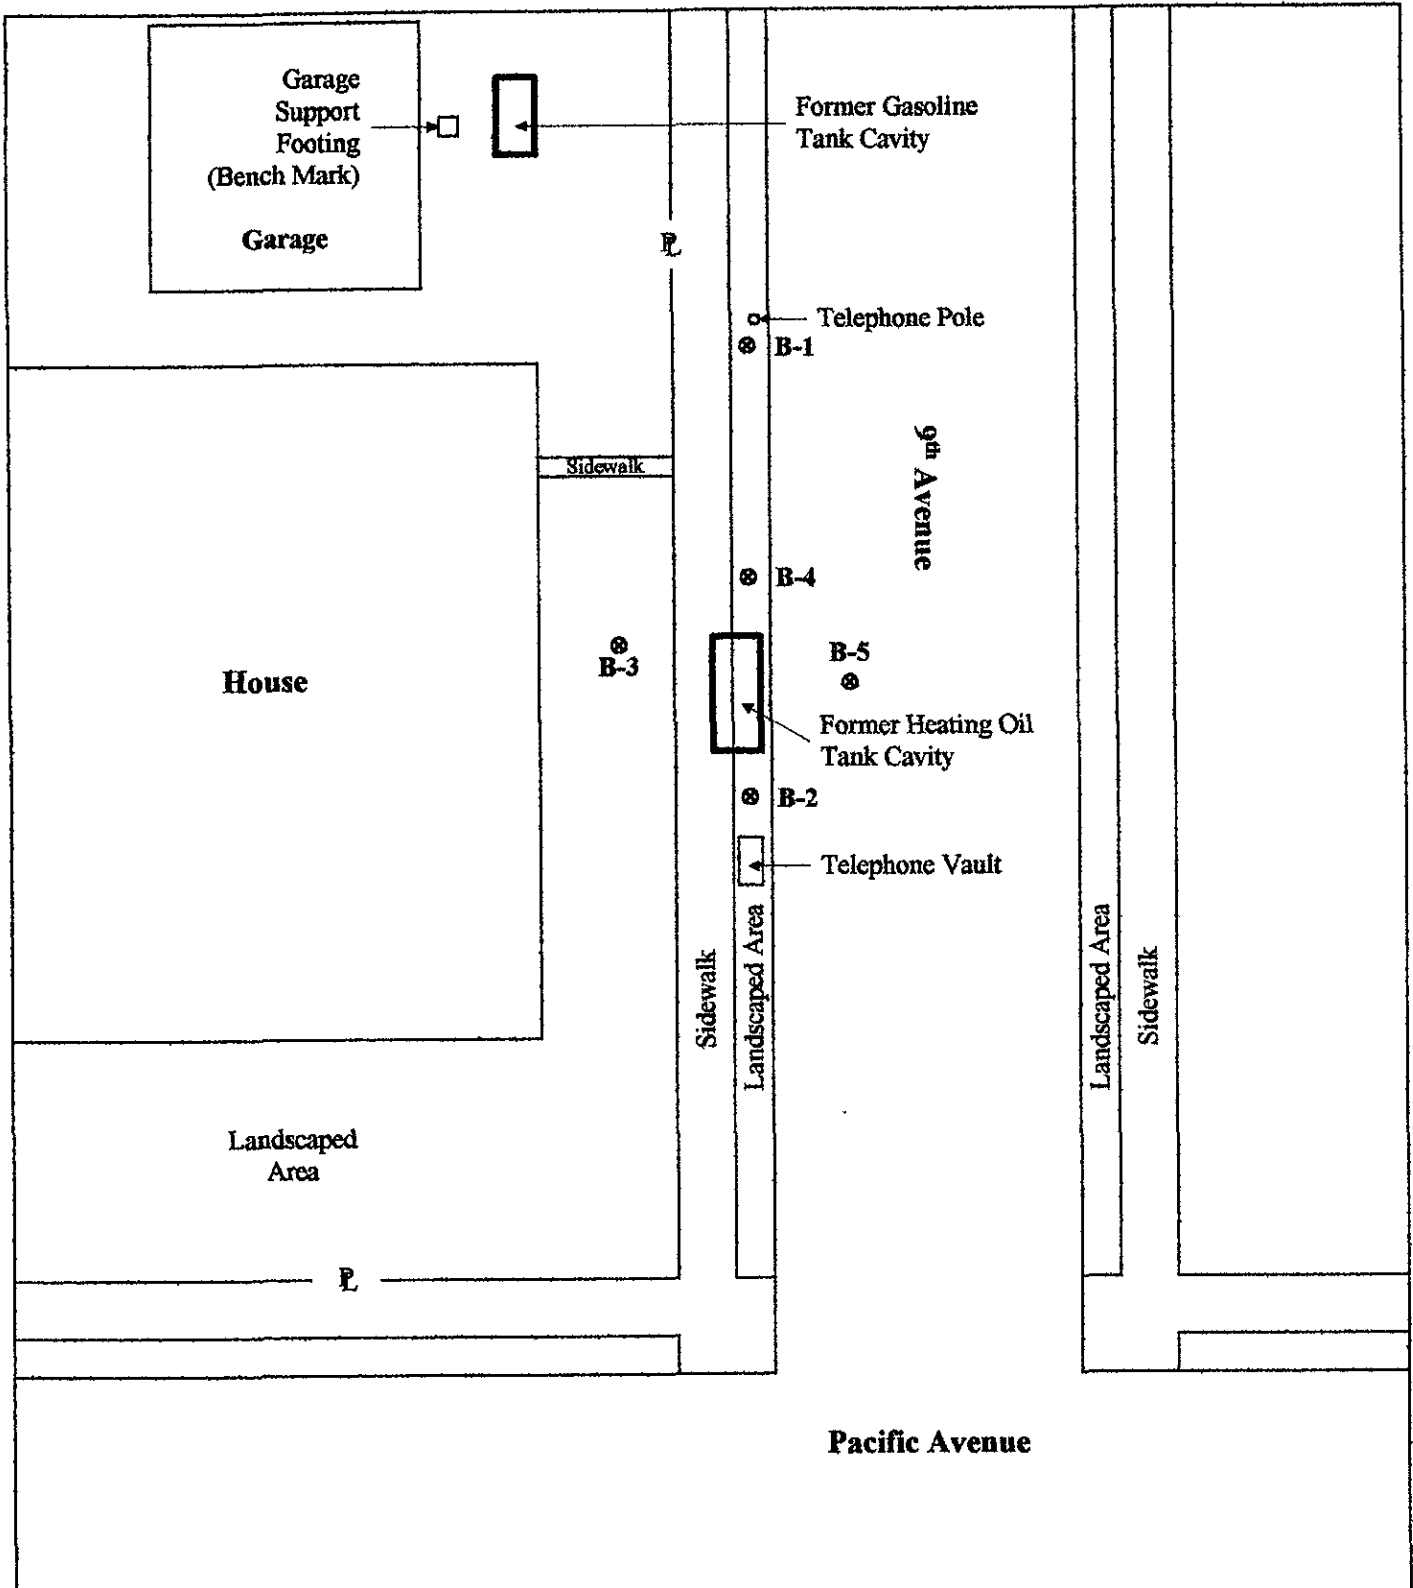 Garage
Support
Footing
(Bench Mark)
Garage
Former Gasoline
Tank Cavity
PL
Telephone Pole
B-1
9th Avenue
Sidewalk
B-4
B-3
B-5
House
Former Heating Oil
Tank Cavity
B-2
Telephone Vault
Sidewalk
Landscaped Area
Landscaped Area
Sidewalk
Landscaped
Area
PL
Pacific Avenue